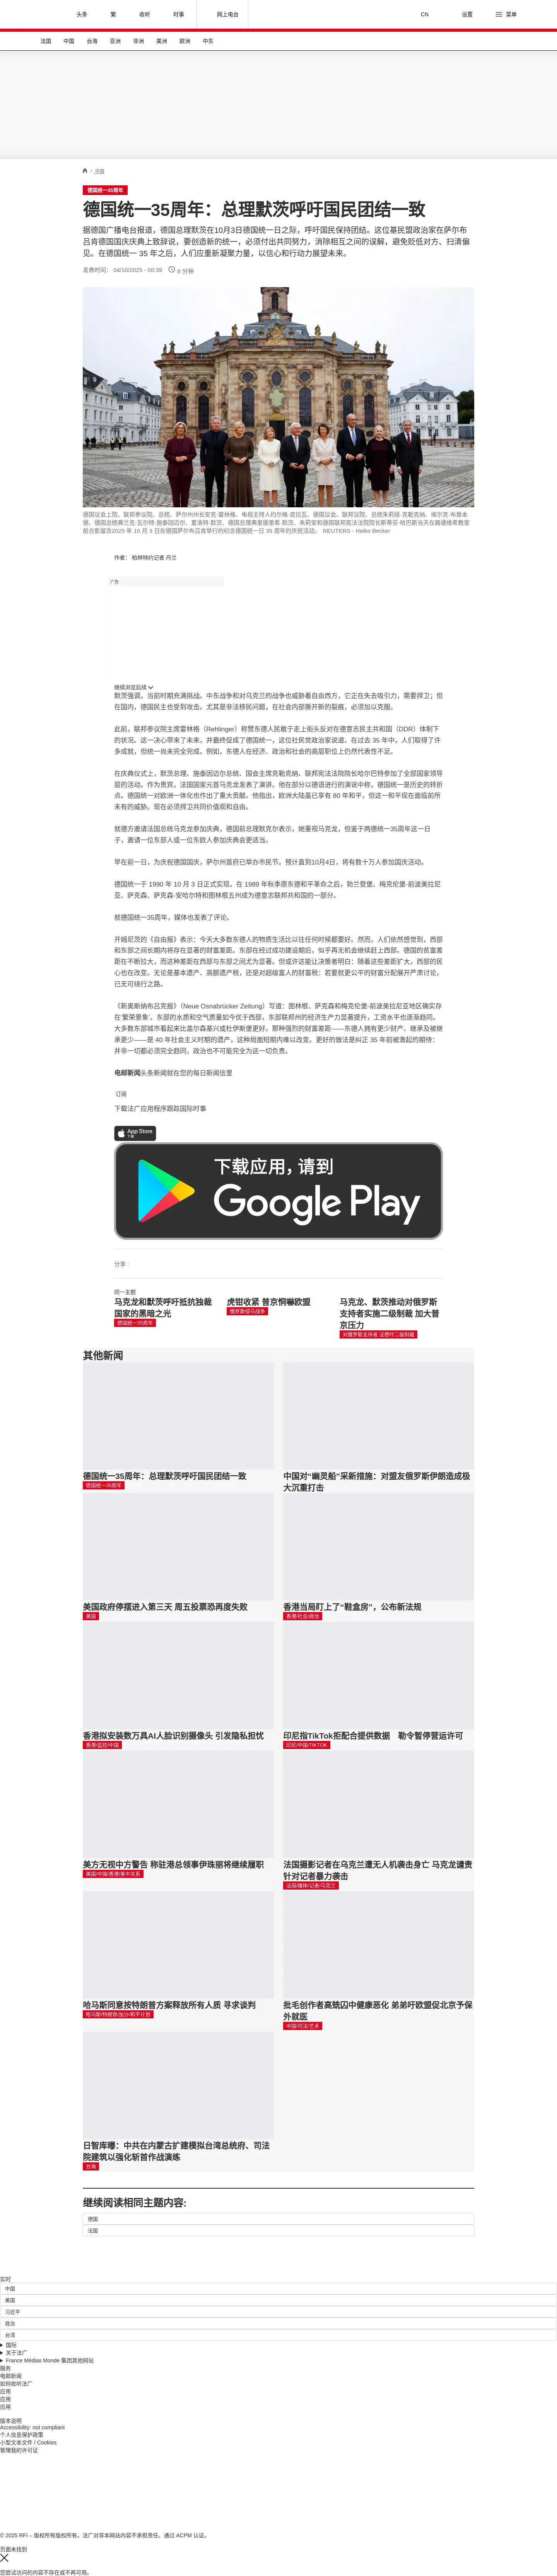 头条
繁
收听
时事
网上电台
CN
设置
菜单
法国
中国
台海
亚洲
非洲
美洲
欧洲
中东
/ 中国
德国统一35周年
德国统一35周年：总理默茨呼吁国民团结一致
据德国广播电台报道，德国总理默茨在10月3日德国统一日之际，呼吁国民保持团结。这位基民盟政治家在萨尔布
吕肯德国国庆庆典上致辞说，要创造新的统一，必须付出共同努力，消除相互之间的误解，避免贬低对方、扫清偏
见。在德国统一 35 年之后，人们应重新凝聚力量，以信心和行动力展望未来。
发表时间： 04/10/2025 - 00:39
8 分钟
德国议会上院、联邦参议院、总统、萨尔州州长安克·雷林格、电视主持人约尔格·皮拉瓦、德国议会、联邦议院、总统朱莉娅·克勒克纳、埃尔克·布登本
德、德国总统弗兰克-瓦尔特·施泰因迈尔、夏洛特·默茨、德国总理弗里德里希·默茨、朱莉安和德国联邦宪法法院院长斯蒂芬·哈巴斯当天在路德维希教堂
前合影留念2025 年 10 月 3 日在德国萨尔布吕肯举行的纪念德国统一日 35 周年的庆祝活动。 REUTERS - Heiko Becker
作者： 柏林特约记者 丹兰
广告
继续浏览后续
默茨强调，当前时期充满挑战。中东战争和对乌克兰的战争也威胁着自由西方，它正在失去吸引力，需要捍卫；但
在国内，德国民主也受到攻击。尤其是非法移民问题，在社会内部撕开新的裂痕，必须加以克服。
此前，联邦参议院主席雷林格（Rehlinger）称赞东德人民敢于走上街头反对在德意志民主共和国（DDR）体制下
的状况。这一决心带来了未来，并最终使得国土成就统一，这位社民党政治家说道。在过去 35 年中，人们取得了许
多成就，但统一尚未完全完成。例如，东德人在经济、政治和社会的高层职位上仍然代表性不足。
在庆典仪式上，默茨总理、施泰因迈尔总统、国会主席克勒克纳、联邦宪法法院院长哈尔巴特参加了全部国家领导
层的活动。作为贵宾，法国国家元首马克龙发表了演讲。他在部分以德语进行的演说中称，德国统一是历史的转折
点。德国统一对欧洲一体化也作出了重大贡献。他指出，欧洲大陆虽已享有 80 年和平，但这一和平现在面临前所
未有的威胁。现在必须捍卫共同价值观和自由。
就德方邀请法国总统马克龙参加庆典，德国前总理默克尔表示，她重视马克龙，但鉴于两德统一35周年这一日
子，邀请一位东部人或一位东欧人参加庆典会更适当。
早在前一日，为庆祝德国国庆，萨尔州首府已举办市民节。预计直到10月4日，将有数十万人参加国庆活动。
德国统一于 1990 年 10 月 3 日正式实现。在 1989 年秋季原东德和平革命之后，勃兰登堡、梅克伦堡-前波美拉尼
亚、萨克森、萨克森-安哈尔特和图林根五州成为德意志联邦共和国的一部分。
就德国统一35周年，媒体也发表了评论。
开姆尼茨的《自由报》表示：今天大多数东德人的物质生活比以往任何时候都要好。然而，人们依然感觉到，西部
和东部之间长期内将存在显著的财富差距。东部在经过成功建设期后，似乎再无机会继续赶上西部。德国的贫富差
距在不断拉大，而这种差距在西部与东部之间尤为显著。但或许这能让决策者明白：随着这些差距扩大，西部的民
心也在改变。无论是基本遗产、高额遗产税，还是对超级富人的财富税：若要就更公平的财富分配展开严肃讨论，
已无可绕行之路。
《新奥斯纳布吕克报》（Neue Osnabrücker Zeitung）写道：图林根、萨克森和梅克伦堡-前波美拉尼亚地区确实存
在‘繁荣景象’。东部的水质和空气质量如今优于西部，东部联邦州的经济生产力显著提升，工资水平也逐渐趋同。
大多数东部城市看起来比盖尔森基兴或杜伊斯堡更好。那种强烈的财富差距——东德人拥有更少财产、继承及被继
承更少——是 40 年社会主义时期的遗产，这种局面短期内难以改变。更好的做法是纠正 35 年前被激起的期待：
并非一切都必须完全趋同，政治也不可能完全为这一切负责。
电邮新闻头条新闻就在您的每日新闻信里
订阅
下载法广应用程序跟踪国际时事
App Store
下载
下载应用，请到
Google Play
分享 :
同一主题
马克龙和默茨呼吁抵抗独裁
国家的黑暗之光
德国统一35周年
虎钳收紧 普京恫嚇欧盟
俄罗斯侵乌战争
马克龙、默茨推动对俄罗斯
支持者实施二级制裁 加大普
京压力
对俄罗斯支持者 法德吁二级制裁
其他新闻
德国统一35周年：总理默茨呼吁国民团结一致
德国统一35周年
中国对“幽灵船”采新措施：对盟友俄罗斯伊朗造成极
大沉重打击
美国政府停摆进入第三天 周五投票恐再度失败
美国
香港当局盯上了“鞋盒房”，公布新法规
香港/社会/政治
香港拟安装数万具AI人脸识别摄像头 引发隐私担忧
香港/监控/中国
印尼指TikTok拒配合提供数据　勒令暂停营运许可
印尼/中国/TIKTOK
美方无视中方警告 称驻港总领事伊珠丽将继续履职
美国/中国/香港/美中关系
法国摄影记者在乌克兰遭无人机袭击身亡 马克龙谴责
针对记者暴力袭击
法国/媒体/记者/乌克兰
哈马斯同意按特朗普方案释放所有人质 寻求谈判
哈马斯/特朗普/加沙/和平计划
批毛创作者高兟囚中健康恶化 弟弟吁欧盟促北京予保
外就医
中国/司法/艺术
日智库曝：中共在内蒙古扩建模拟台湾总统府、司法
院建筑以强化斩首作战演练
台海
继续阅读相同主题内容:
德国
法国
实时
中国
美国
习近平
政治
台湾
国际
关于法广
France Médias Monde 集团其他网站
服务
电邮新闻
如何收听法广
应用
应用
应用
版本说明
Accessibility: not compliant
个人信息保护政策
小型文本文件 / Cookies
管理我的许可证
© 2025 RFI – 版权所有版权所有。法广对非本网站内容不承担责任。通过 ACPM 认证。
页面未找到
您尝试访问的内容不存在或不再可用。